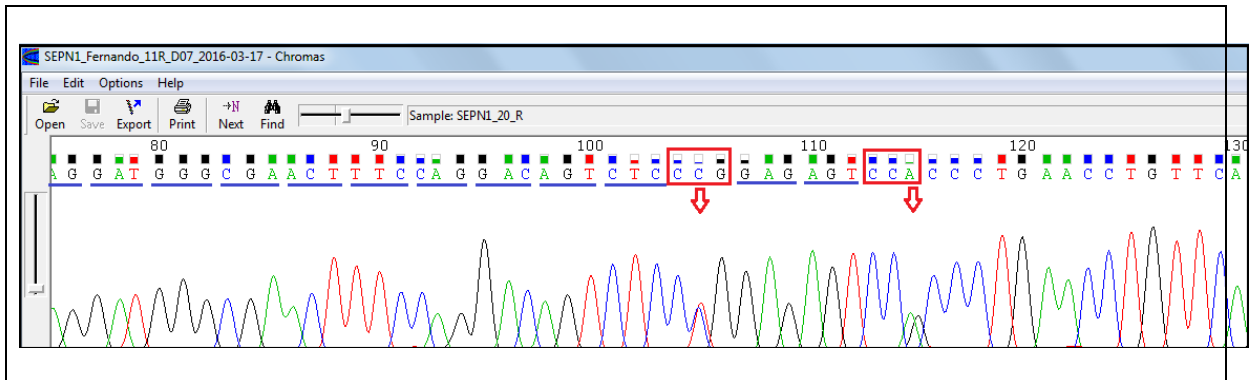 SEPN1_Fernando_11R_D07_2016-03-17 - Chromas
File Edit Options Help
Open Save Export Print Next Find Sample: SEPN1_20_R
80 90 100 110 120 130
A G G A T G G G C G A A C T T T C C A G G A C A G T C T C C C G G A G A G T C C A C C C T G A A C C T G T T C A